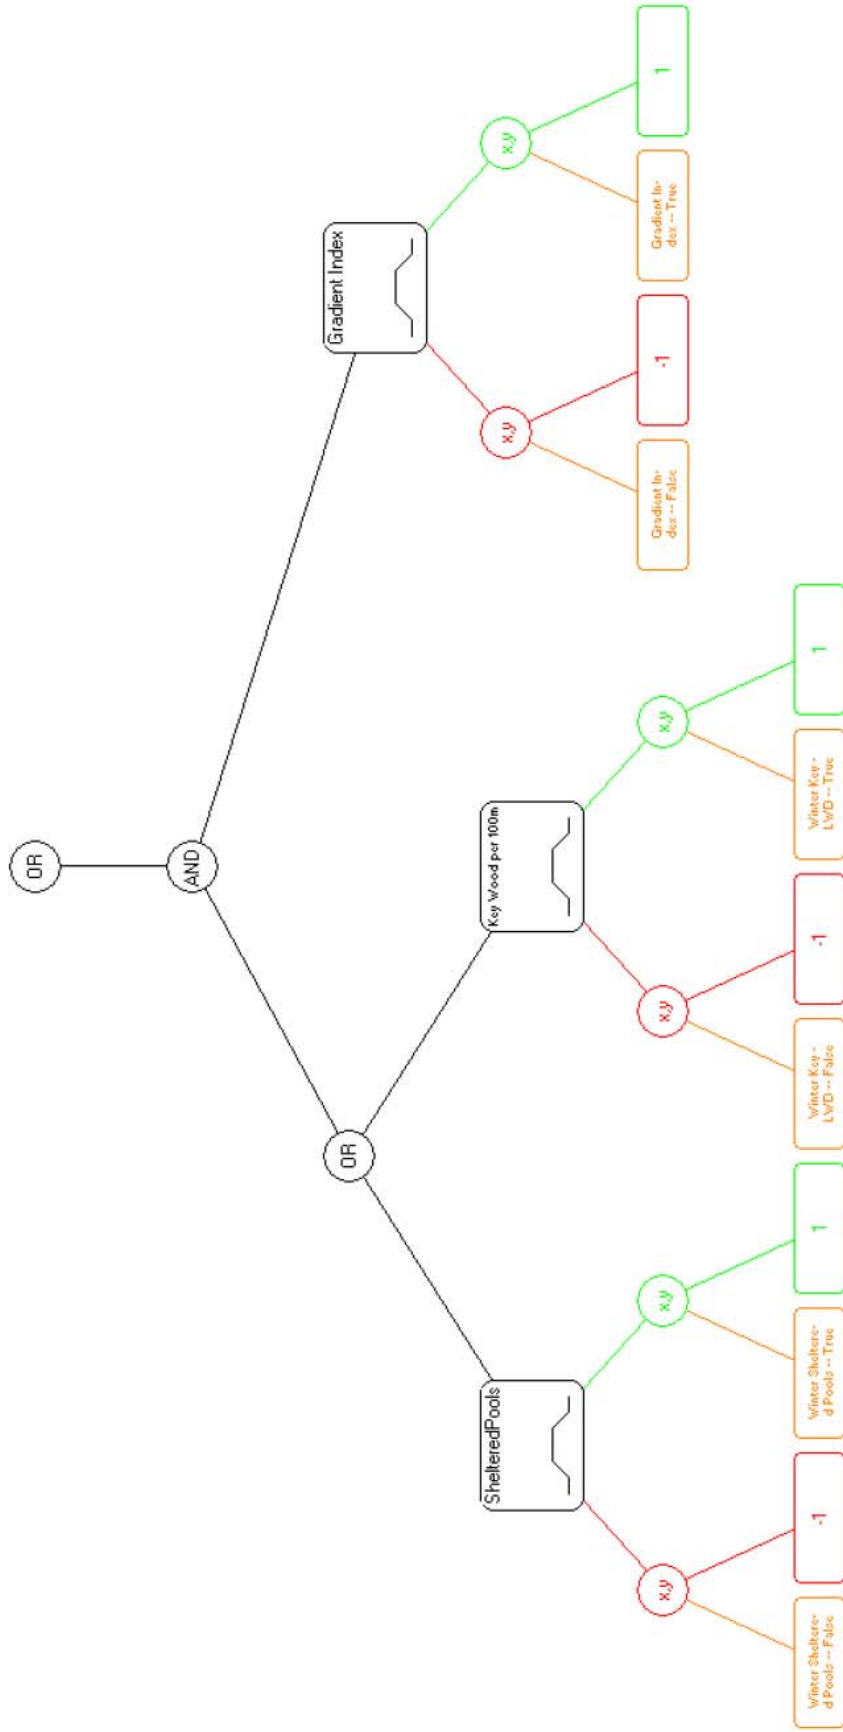 OR
AND
OR
Gradient Index
ShelteredPools
Key Wood per 100m
x,y
x,y
x,y
x,y
x,y
x,y
Gradient In-
dex -- False
-1
Gradient In-
dex -- True
1
Winter Sheltere-
d Pools -- False
-1
Winter Sheltere-
d Pools -- True
1
Winter Key -
LWD -- False
-1
Winter Key -
LWD -- True
1